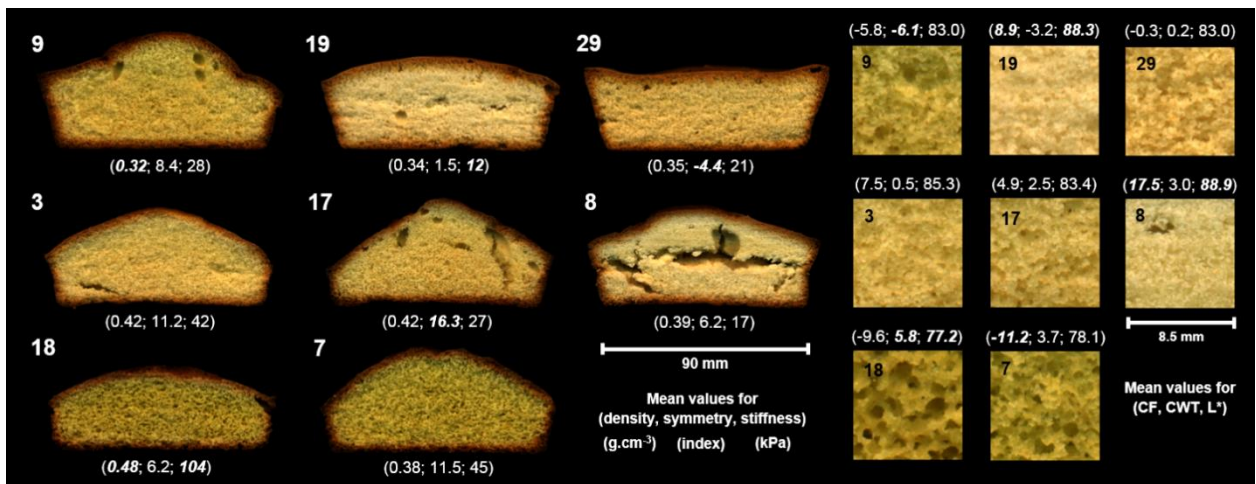 9 19 29
(0.32; 8.4; 28) (0.34; 1.5; 12) (0.35; -4.4; 21)
3 17 8
(0.42; 11.2; 42) (0.42; 16.3; 27) (0.39; 6.2; 17)
18 7
(0.48; 6.2; 104) (0.38; 11.5; 45)
90 mm
Mean values for
(density, symmetry, stiffness)
(g.cm⁻³) (index) (kPa)
(-5.8; -6.1; 83.0) (8.9; -3.2; 88.3) (-0.3; 0.2; 83.0)
9 19 29
(7.5; 0.5; 85.3) (4.9; 2.5; 83.4) (17.5; 3.0; 88.9)
3 17 8
8.5 mm
(-9.6; 5.8; 77.2) (-11.2; 3.7; 78.1)
18 7
Mean values for
(CF, CWT, L*)